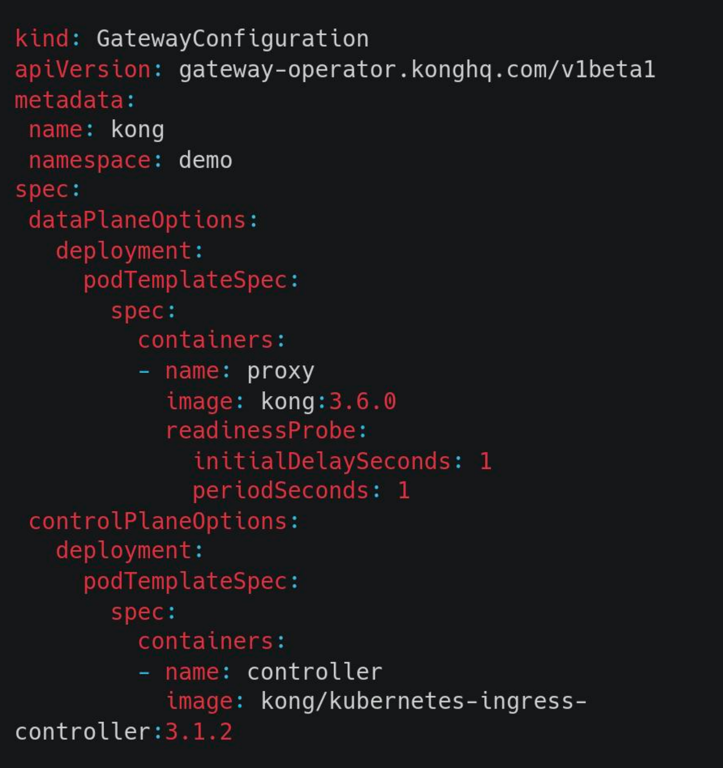 kind: GatewayConfiguration
apiVersion: gateway-operator.konghq.com/v1beta1
metadata:
 name: kong
 namespace: demo
spec:
 dataPlaneOptions:
   deployment:
     podTemplateSpec:
       spec:
         containers:
         - name: proxy
           image: kong:3.6.0
           readinessProbe:
             initialDelaySeconds: 1
             periodSeconds: 1
 controlPlaneOptions:
   deployment:
     podTemplateSpec:
       spec:
         containers:
         - name: controller
           image: kong/kubernetes-ingress-
controller:3.1.2